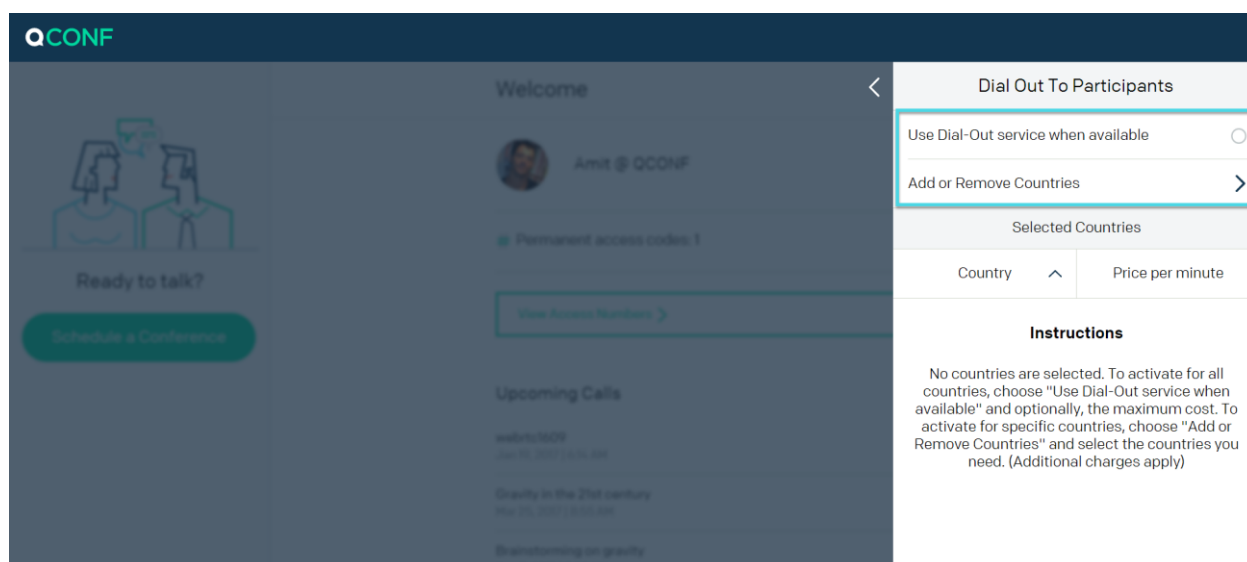 QCONF
Welcome
Dial Out To Participants
Use Dial-Out service when available
Amit @ QCONF
Add or Remove Countries
Selected Countries
Permanent access codes: 1
Ready to talk?
Country
Price per minute
View Access Numbers
Schedule a Conference
Instructions
No countries are selected. To activate for all
countries, choose "Use Dial-Out service when
available" and optionally, the maximum cost. To
activate for specific countries, choose "Add or
Remove Countries" and select the countries you
need. (Additional charges apply)
Upcoming Calls
webrtc1609
Gravity in the 21st century
Brainstorming on gravity